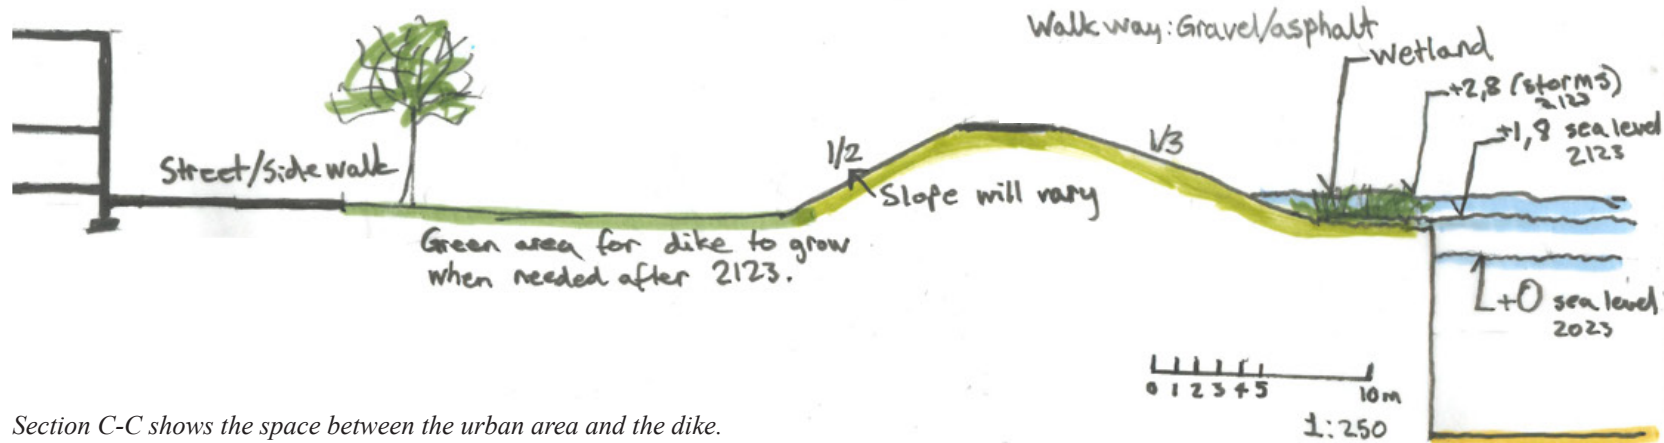 Walkway: Gravel/asphalt
Wetland
+2,8 (storms)
2123
+1,8 sea level
2123
1/2
1/3
Street/Sidewalk
Slope will vary
Green area for dike to grow
when needed after 2123.
+0 sea level
2023
0 1 2 3 4 5 10m
1:250
Section C-C shows the space between the urban area and the dike.